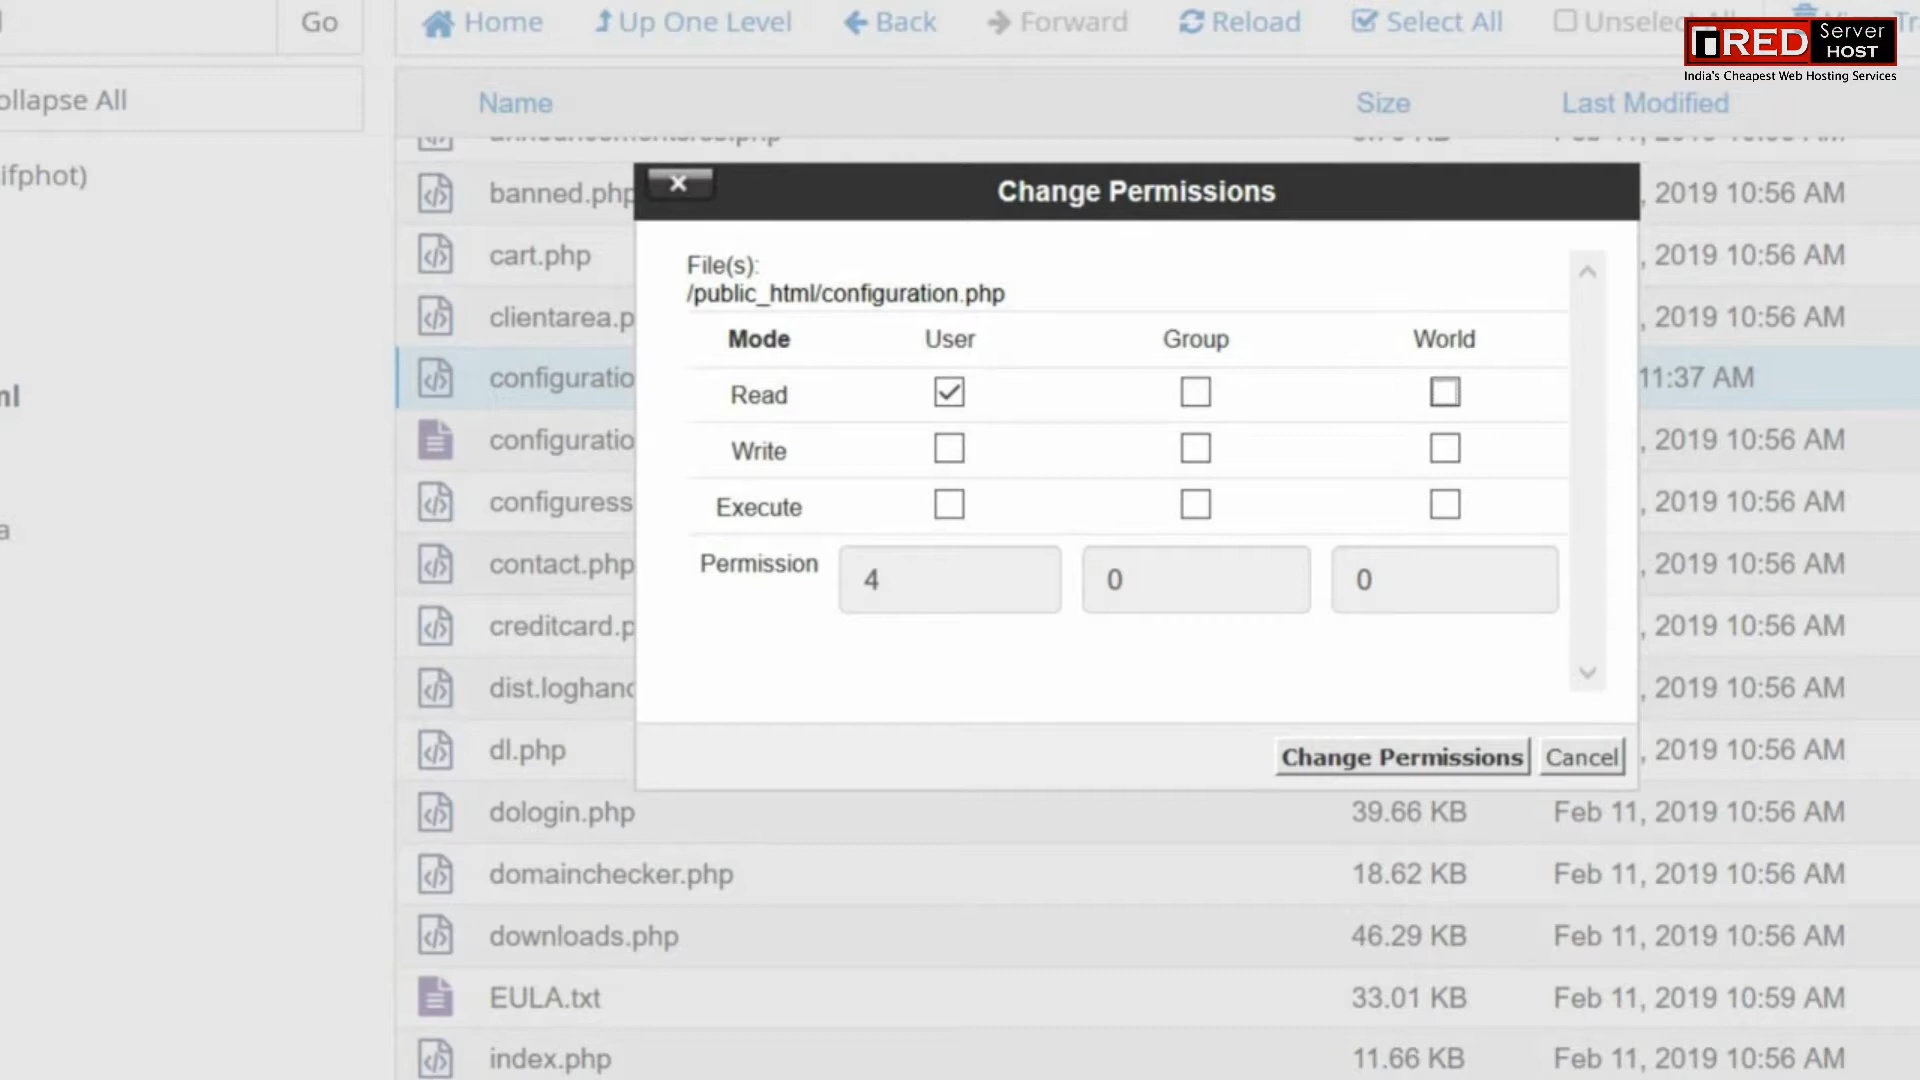 Go
Home
Up One Level
Back
Forward
Reload
Select All
RED
Server
HOST
India's Cheapest Web Hosting Services
ollapse All
Name
Size
Last Modified
ifphot)
banned.php
, 2019 10:56 AM
Change Permissions
cart.php
, 2019 10:56 AM
File(s):
/public_html/configuration.php
clientarea.p
, 2019 10:56 AM
Mode
User
Group
World
configuratio
11:37 AM
Read
ml
configuratio
, 2019 10:56 AM
Write
configuress
, 2019 10:56 AM
Execute
a
contact.php
, 2019 10:56 AM
Permission
4
0
0
creditcard.p
, 2019 10:56 AM
dist.loghand
, 2019 10:56 AM
dl.php
, 2019 10:56 AM
Change Permissions
Cancel
dologin.php
39.66 KB
Feb 11, 2019 10:56 AM
domainchecker.php
18.62 KB
Feb 11, 2019 10:56 AM
downloads.php
46.29 KB
Feb 11, 2019 10:56 AM
EULA.txt
33.01 KB
Feb 11, 2019 10:59 AM
index.php
11.66 KB
Feb 11, 2019 10:56 AM